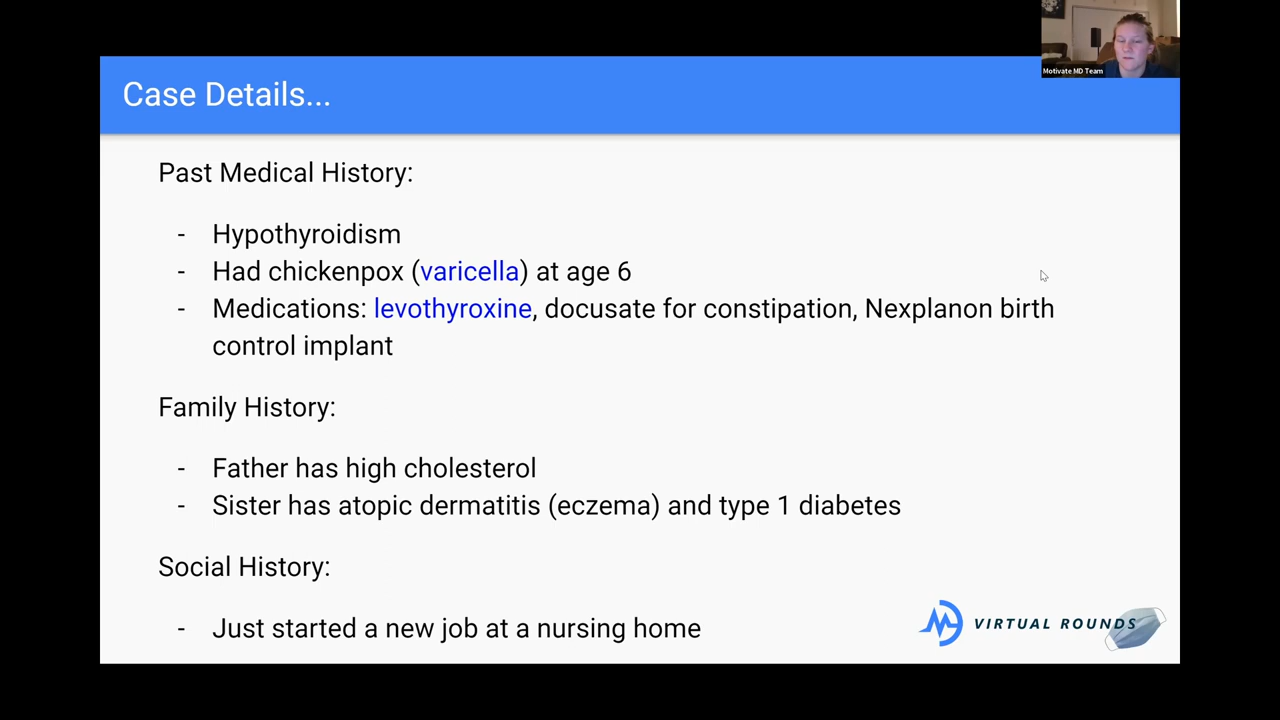 Motivate MD Team
Case Details...
Past Medical History:
- Hypothyroidism
- Had chickenpox (varicella) at age 6
- Medications: levothyroxine, docusate for constipation, Nexplanon birth
control implant
Family History:
- Father has high cholesterol
- Sister has atopic dermatitis (eczema) and type 1 diabetes
Social History:
- Just started a new job at a nursing home
VIRTUAL ROUNDS